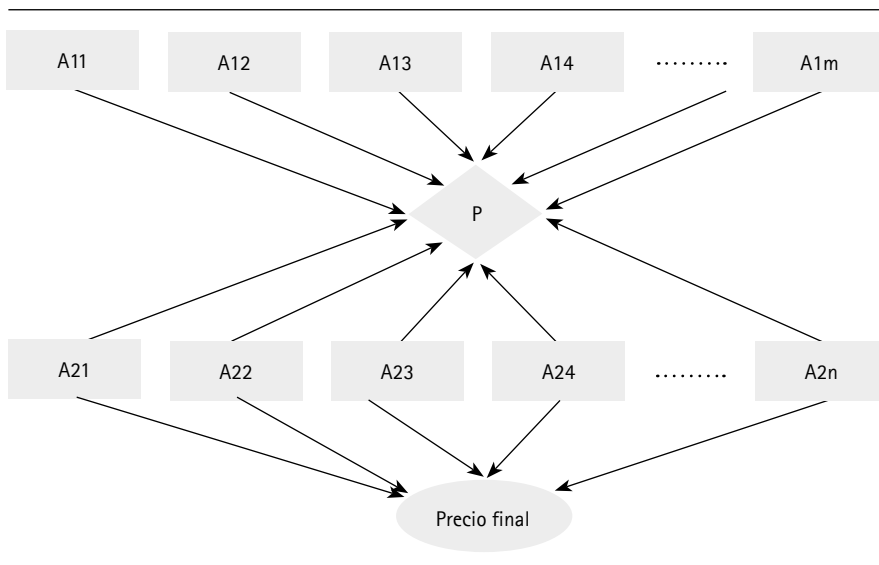 A11 A12 A13 A14 ......... A1m
P
A21 A22 A23 A24 ......... A2n
Precio final